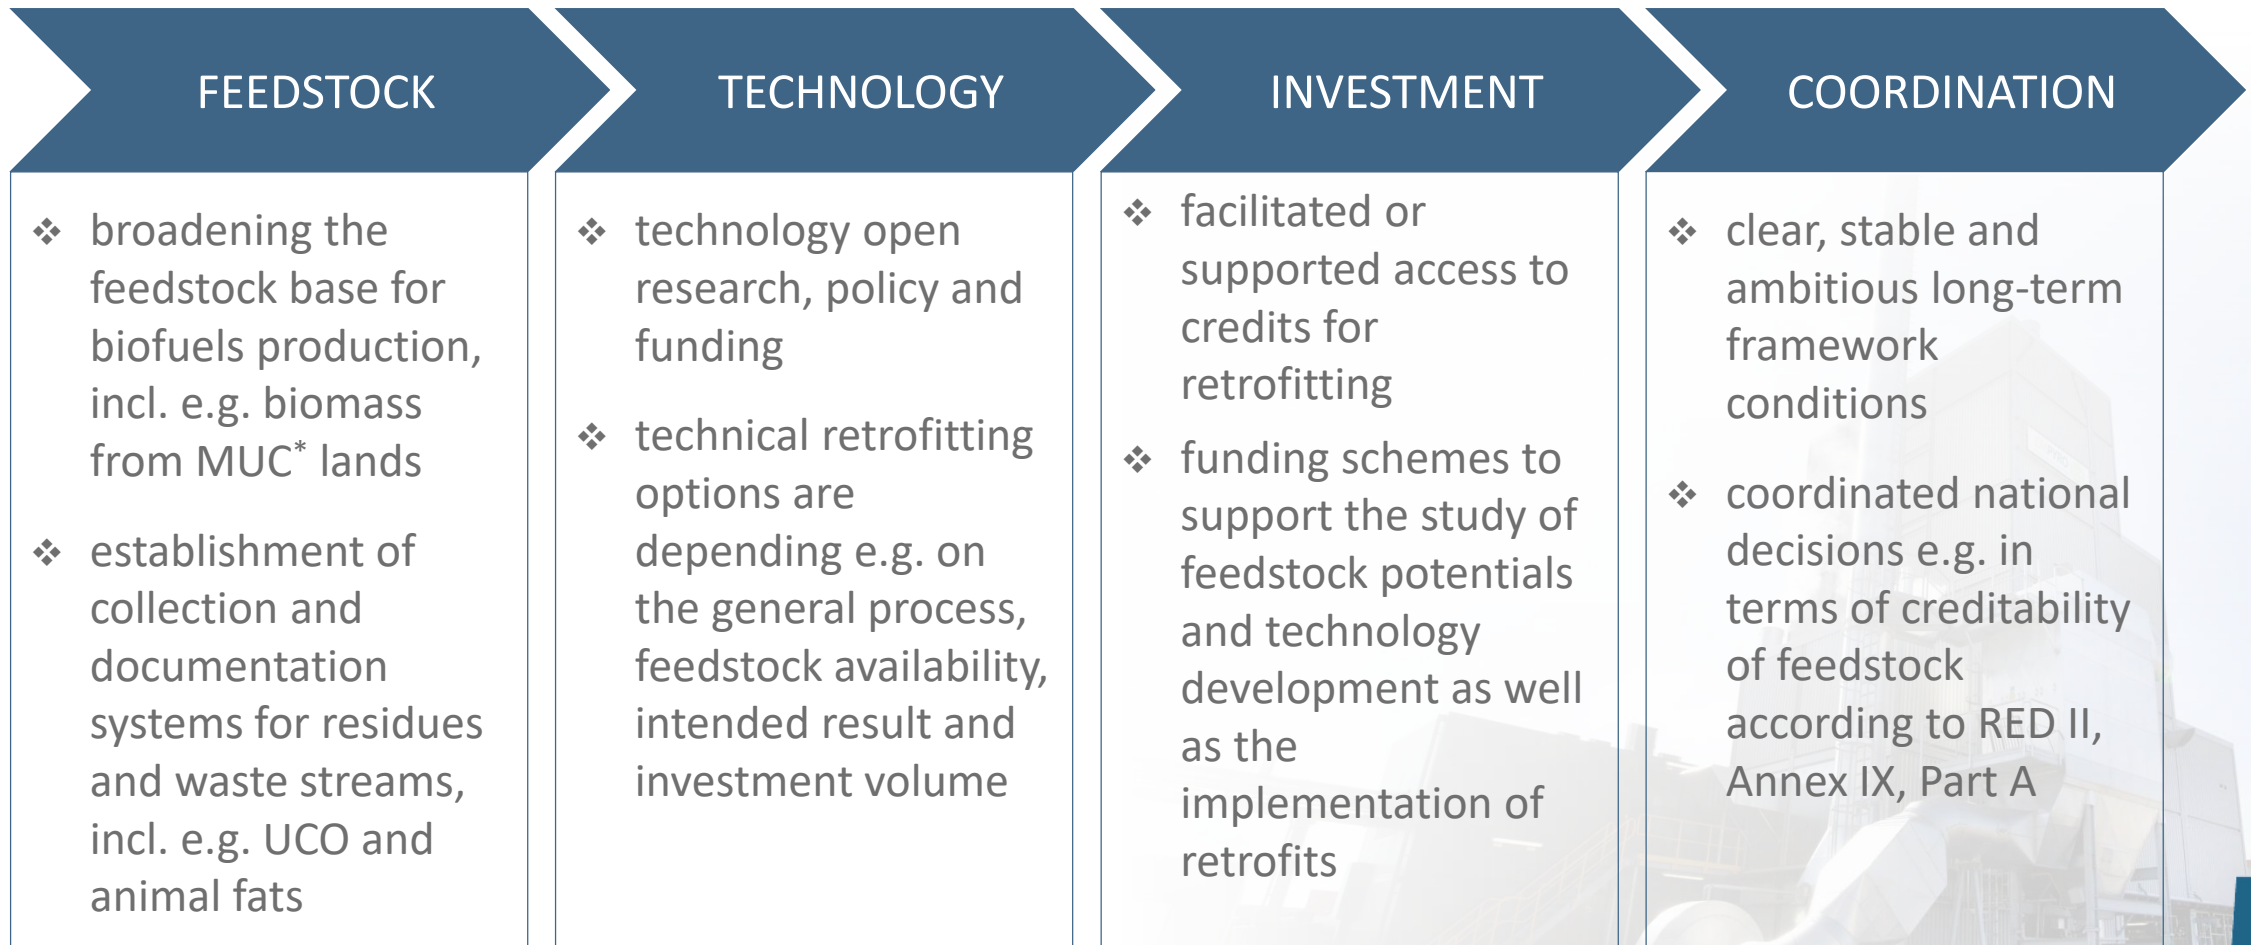 FEEDSTOCK
❖ broadening the
feedstock base for
biofuels production,
incl. e.g. biomass
from MUC* lands
❖ establishment of
collection and
documentation
systems for residues
and waste streams,
incl. e.g. UCO and
animal fats
TECHNOLOGY
❖ technology open
research, policy and
funding
❖ technical retrofitting
options are
depending e.g. on
the general process,
feedstock availability,
intended result and
investment volume
INVESTMENT
❖ facilitated or
supported access to
credits for
retrofitting
❖ funding schemes to
support the study of
feedstock potentials
and technology
development as well
as the
implementation of
retrofits
COORDINATION
❖ clear, stable and
ambitious long-term
framework
conditions
❖ coordinated national
decisions e.g. in
terms of creditability
of feedstock
according to RED II,
Annex IX, Part A